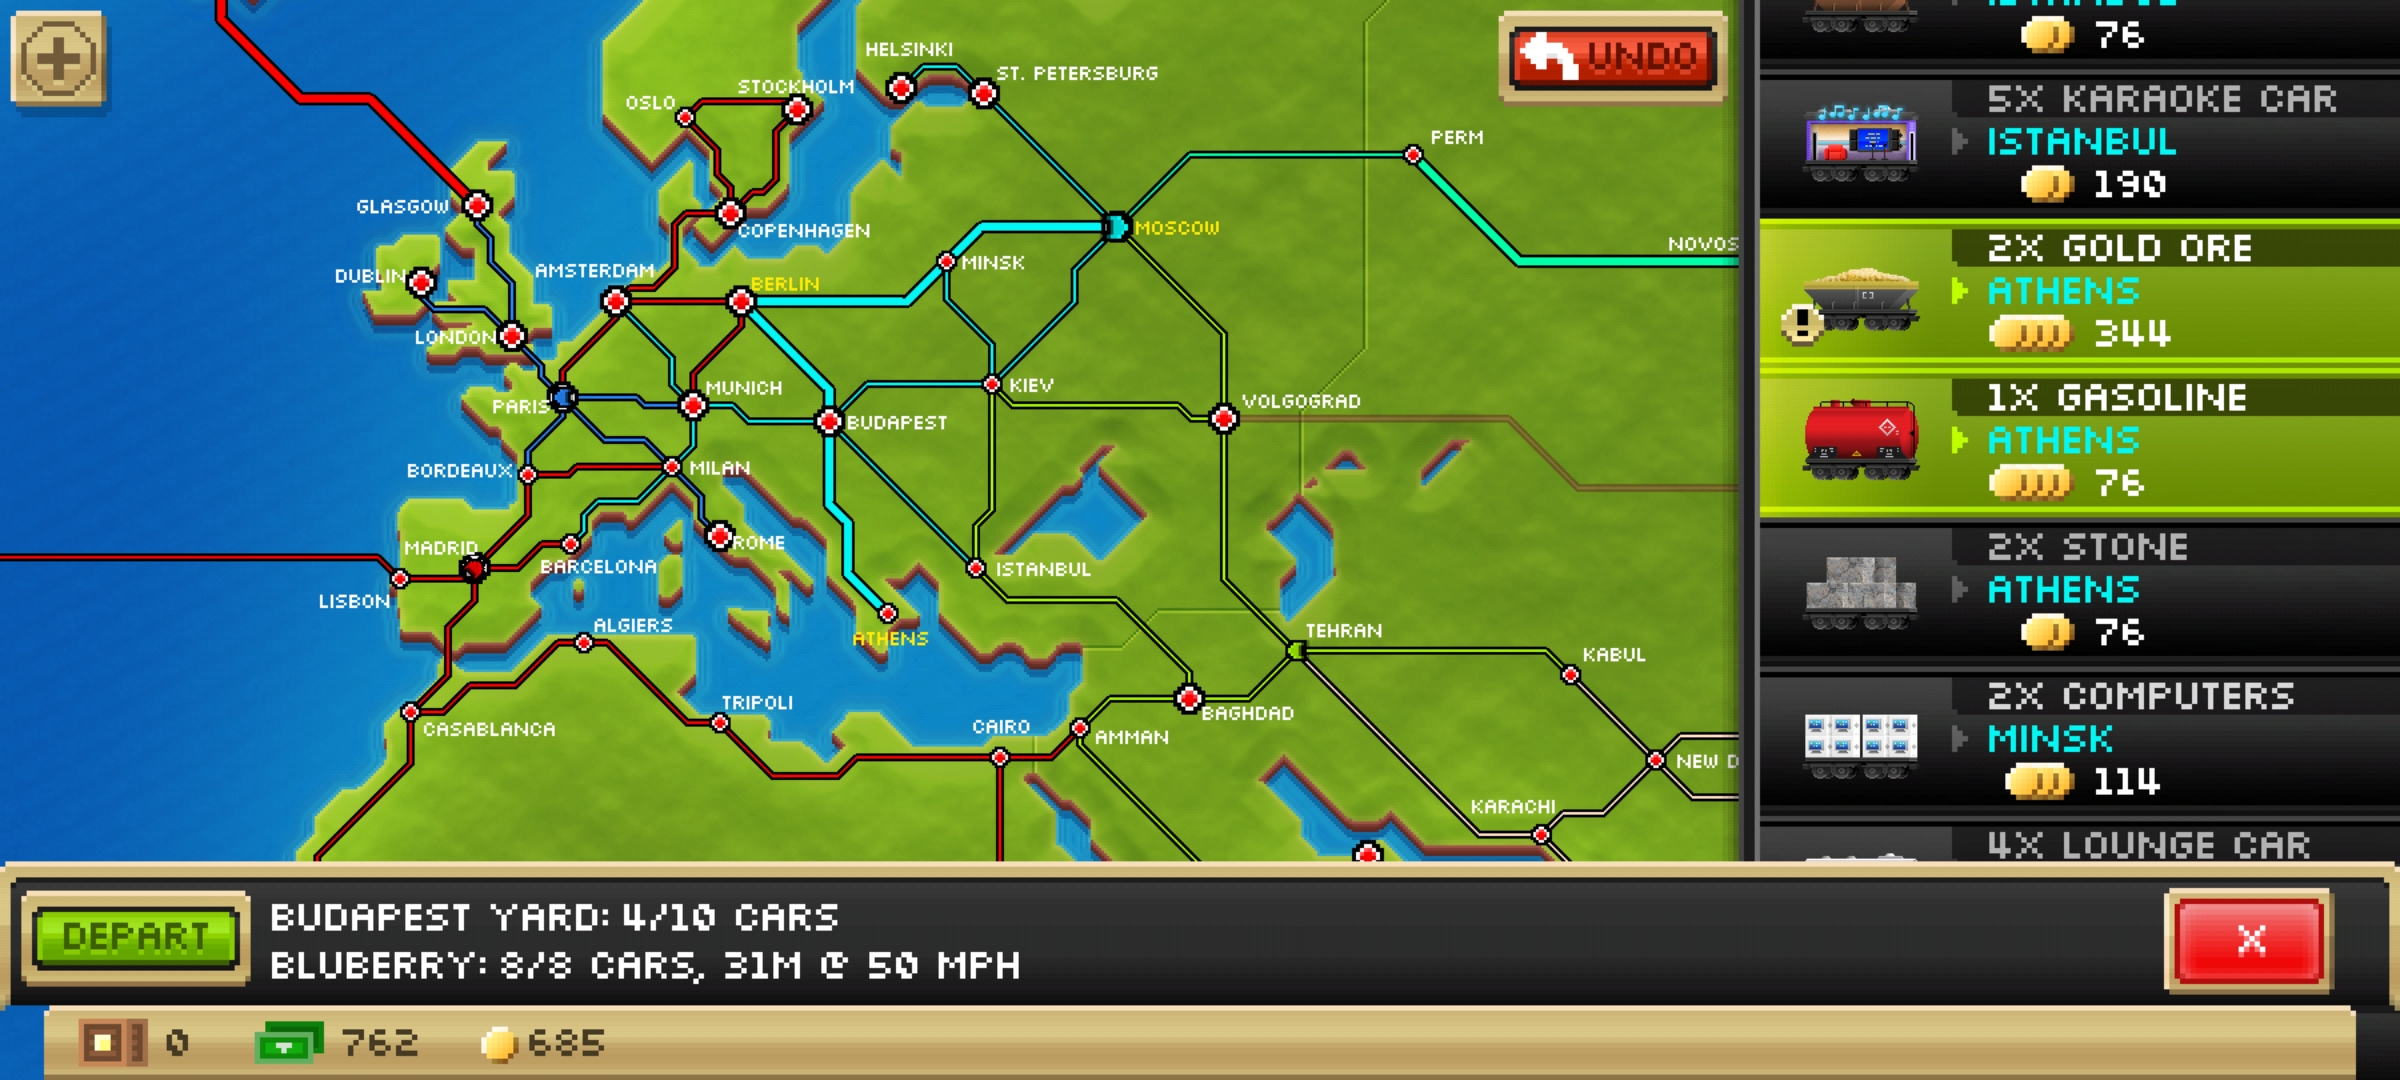 HELSINKI
ST. PETERSBURG
STOCKHOLM
OSLO
UNDO
PERM
GLASGOW
COPENHAGEN
MOSCOW
NOVOS
DUBLIN
AMSTERDAM
BERLIN
MINSK
LONDON
PARIS
MUNICH
BUDAPEST
KIEV
VOLGOGRAD
BORDEAUX
MILAN
MADRID
ROME
BARCELONA
ISTANBUL
LISBON
ALGIERS
ATHENS
TEHRAN
KABUL
TRIPOLI
CASABLANCA
CAIRO
AMMAN
BAGHDAD
NEW D
KARACHI
76
5X KARAOKE CAR
ISTANBUL
190
2X GOLD ORE
ATHENS
344
1X GASOLINE
ATHENS
76
2X STONE
ATHENS
76
2X COMPUTERS
MINSK
114
4X LOUNGE CAR
DEPART
BUDAPEST YARD: 4/10 CARS
BLUBERRY: 8/8 CARS, 31M @ 50 MPH
X
0
762
685